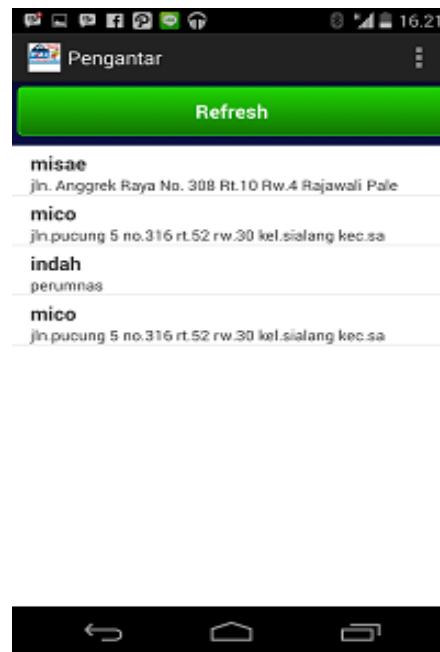 16.21
Pengantar
Refresh
misae
jln. Anggrek Raya No. 308 Rt.10 Rw.4 Rajawali Pale
mico
jln.pucung 5 no.316 rt.52 rw.30 kel.sialang kec.sa
indah
perumnas
mico
jln.pucung 5 no.316 rt.52 rw.30 kel.sialang kec.sa